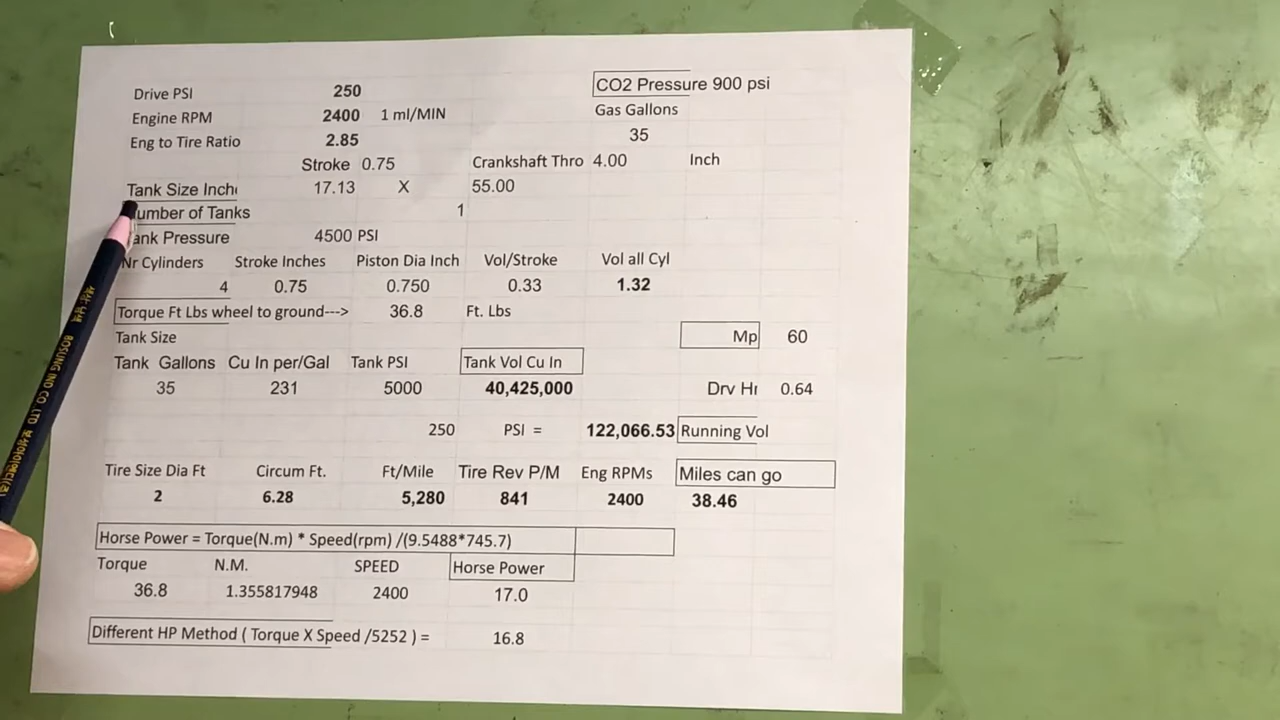 CO2 Pressure 900 psi
Drive PSI 250
Gas Gallons
Engine RPM 2400 1 ml/MIN
35
Eng to Tire Ratio 2.85
Stroke 0.75 Crankshaft Thro 4.00 Inch
Tank Size Inch 17.13 X 55.00
umber of Tanks 1
ank Pressure 4500 PSI
Nr Cylinders Stroke Inches Piston Dia Inch Vol/Stroke Vol all Cyl
4 0.75 0.750 0.33 1.32
Torque Ft Lbs wheel to ground---> 36.8 Ft. Lbs
Tank Size Mp 60
Tank Gallons Cu In per/Gal Tank PSI Tank Vol Cu In
35 231 5000 40,425,000 Drv Hr 0.64
250 PSI = 122,066.53 Running Vol
Tire Size Dia Ft Circum Ft. Ft/Mile Tire Rev P/M Eng RPMs Miles can go
2 6.28 5,280 841 2400 38.46
Horse Power = Torque(N.m) * Speed(rpm) /(9.5488*745.7)
Torque N.M. SPEED Horse Power
36.8 1.355817948 2400 17.0
Different HP Method ( Torque X Speed /5252 ) = 16.8
BOSUNG IND CO.,LTD